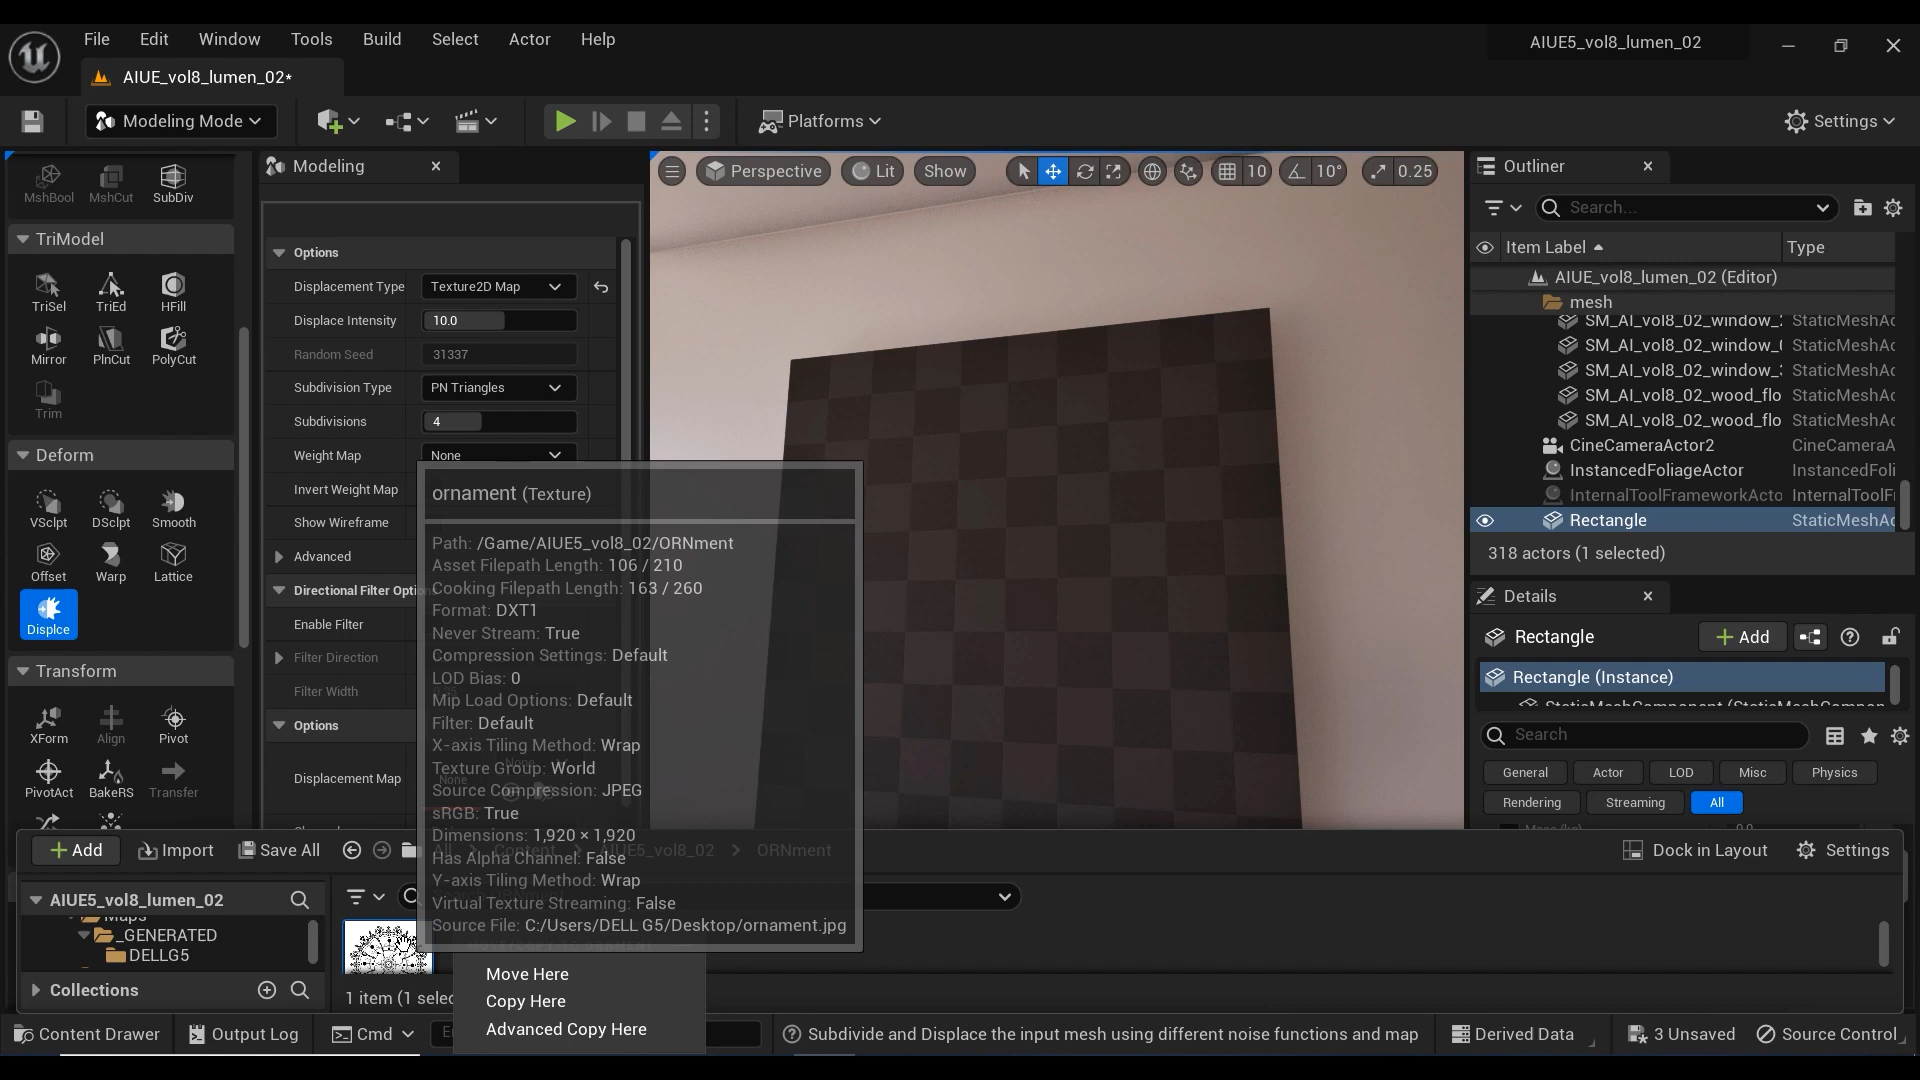 File Edit Window Tools Build Select Actor Help
AIUE5_vol8_lumen_02
AIUE_vol8_lumen_02*
Modeling Mode
Platforms
Settings
MshBool MshCut SubDiv
TriModel
TriSel TriEd HFill
Mirror PlnCut PolyCut
Trim
Deform
VSclpt DSclpt Smooth
Offset Warp Lattice
Displce
Transform
XForm Align Pivot
PivotAct BakeRS Transfer
Modeling
Options
Displacement Type Texture2D Map
Displace Intensity 10.0
Random Seed 31337
Subdivision Type PN Triangles
Subdivisions 4
Weight Map None
Invert Weight Map
Show Wireframe
Advanced
Directional Filter Opti
Enable Filter
Filter Direction
Filter Width
Options
Displacement Map
None
None
ornament (Texture)
Path: /Game/AIUE5_vol8_02/ORNment
Asset Filepath Length: 106 / 210
Cooking Filepath Length: 163 / 260
Format: DXT1
Never Stream: True
Compression Settings: Default
LOD Bias: 0
Mip Load Options: Default
Filter: Default
X-axis Tiling Method: Wrap
Texture Group: World
Source Compression: JPEG
sRGB: True
Dimensions: 1,920 × 1,920
Has Alpha Channel: False
Y-axis Tiling Method: Wrap
Virtual Texture Streaming: False
Source File: C:/Users/DELL G5/Desktop/ornament.jpg
Move Here
Copy Here
Advanced Copy Here
Perspective Lit Show 10 10° 0.25
Outliner
Search...
Item Label Type
AIUE_vol8_lumen_02 (Editor)
mesh
SM_AI_vol8_02_window_ StaticMeshAc
SM_AI_vol8_02_window_ StaticMeshAc
SM_AI_vol8_02_window_ StaticMeshAc
SM_AI_vol8_02_wood_flo StaticMeshAc
SM_AI_vol8_02_wood_flo StaticMeshAc
CineCameraActor2 CineCameraA
InstancedFoliageActor InstancedFoli
InternalToolFrameworkActo InternalToolFr
Rectangle StaticMeshAc
318 actors (1 selected)
Details
Rectangle Add
Rectangle (Instance)
Search
General Actor LOD Misc Physics
Rendering Streaming All
Add Import Save All All Content AIUE5_vol8_02 ORNment Dock in Layout Settings
AIUE5_vol8_lumen_02
Maps
_GENERATED
DELLG5
Collections
1 item (1 selec
Content Drawer Output Log Cmd Subdivide and Displace the input mesh using different noise functions and map Derived Data 3 Unsaved Source Control